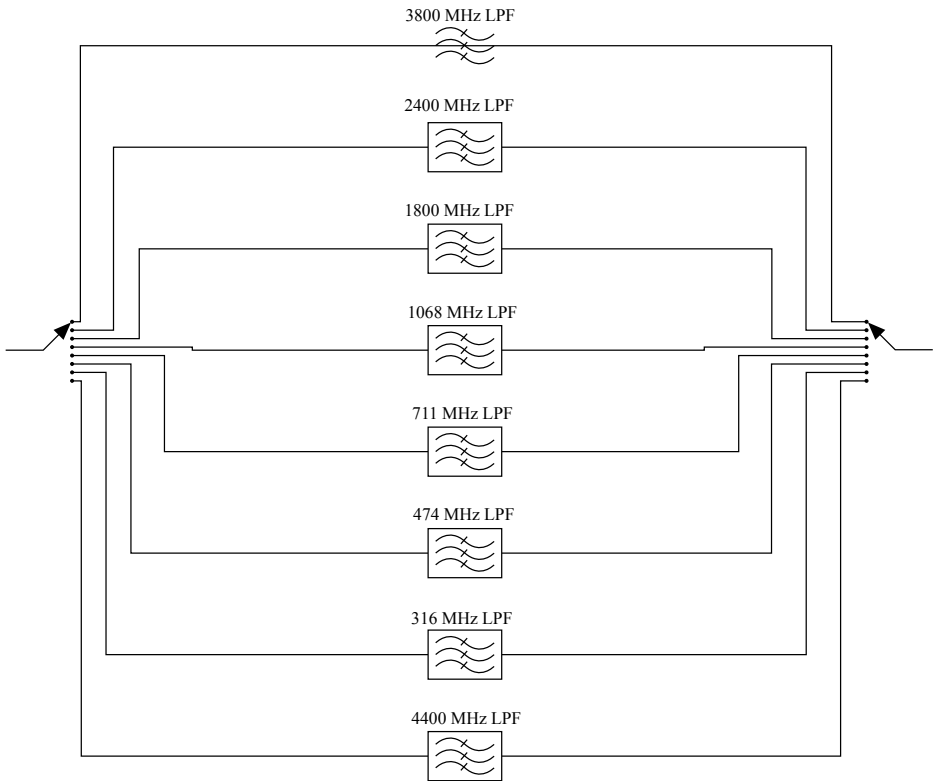 3800 MHz LPF
2400 MHz LPF
1800 MHz LPF
1068 MHz LPF
711 MHz LPF
474 MHz LPF
316 MHz LPF
4400 MHz LPF